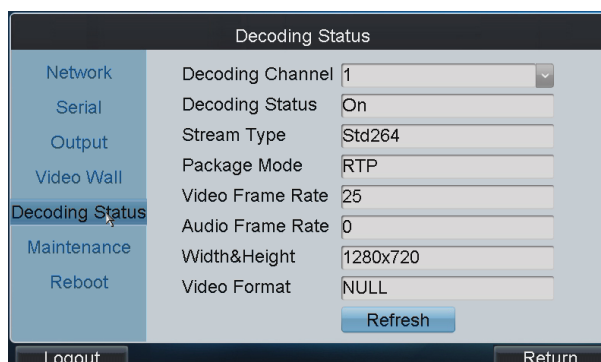 Decoding Status
Network
Serial
Output
Video Wall
Decoding Status
Maintenance
Reboot
Decoding Channel 1
Decoding Status On
Stream Type Std264
Package Mode RTP
Video Frame Rate 25
Audio Frame Rate 0
Width&Height 1280x720
Video Format NULL
Refresh
Logout
Return